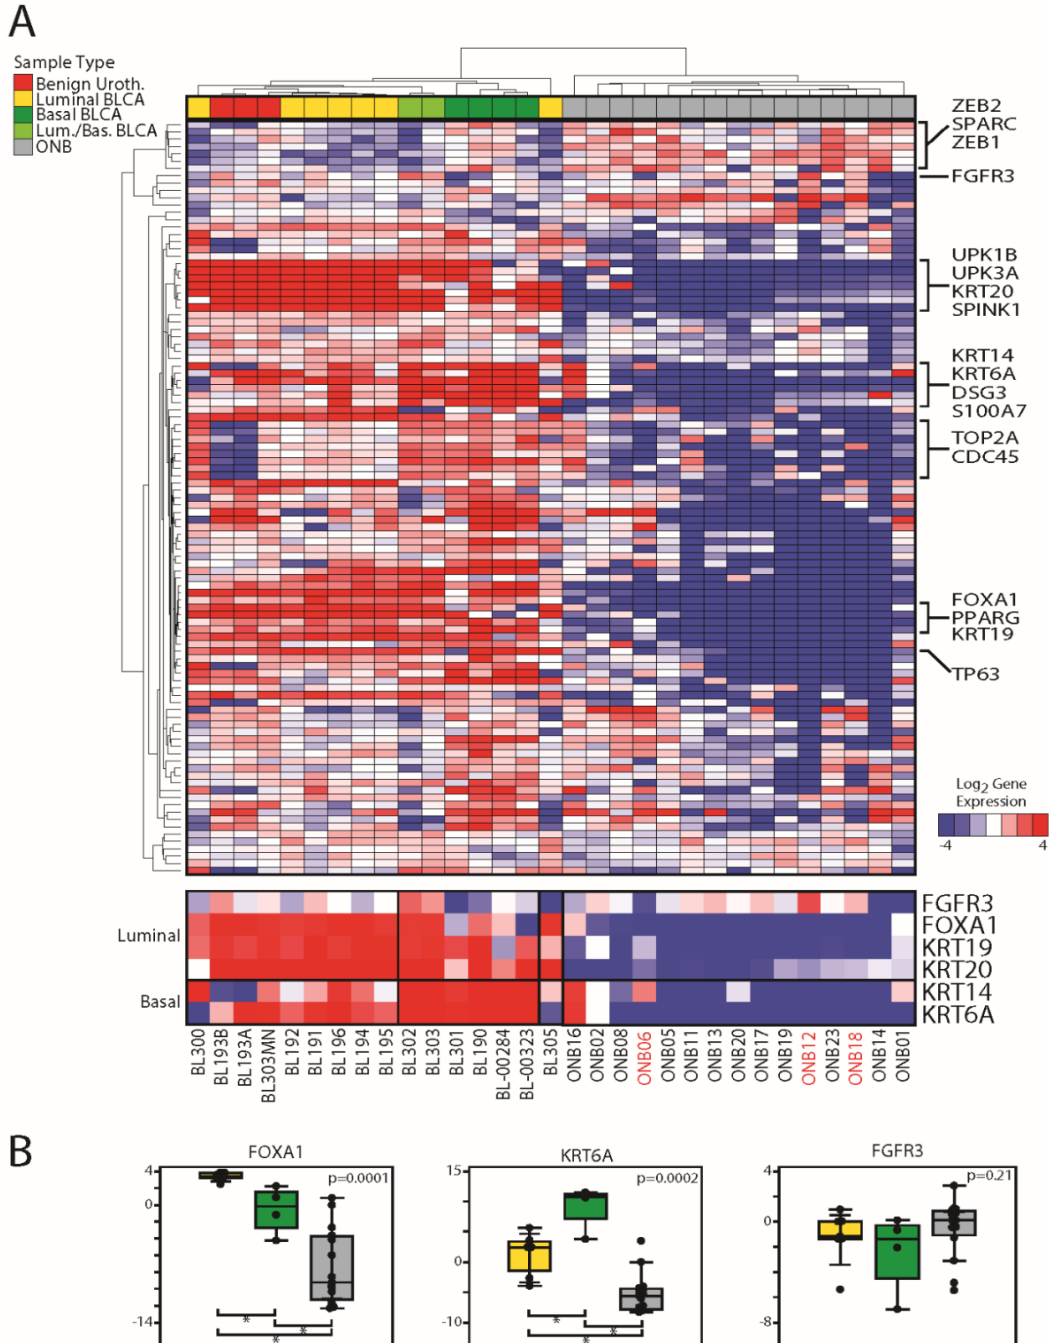 A
Sample Type
Benign Uroth.
Luminal BLCA
Basal BLCA
Lum./Bas. BLCA
ONB
ZEB2
SPARC
ZEB1
FGFR3
UPK1B
UPK3A
KRT20
SPINK1
KRT14
KRT6A
DSG3
S100A7
TOP2A
CDC45
FOXA1
PPARG
KRT19
TP63
Log2 Gene
Expression
-4 4
Luminal
Basal
FGFR3
FOXA1
KRT19
KRT20
KRT14
KRT6A
BL300
BL193B
BL193A
BL303MN
BL192
BL191
BL196
BL194
BL195
BL302
BL303
BL301
BL190
BL-00284
BL-00323
BL305
ONB16
ONB02
ONB08
ONB06
ONB05
ONB11
ONB13
ONB20
ONB17
ONB19
ONB12
ONB23
ONB18
ONB14
ONB01
B
FOXA1
p=0.0001
4
0
-14
*
*
*
KRT6A
p=0.0002
15
0
-10
*
*
*
FGFR3
p=0.21
4
0
-8